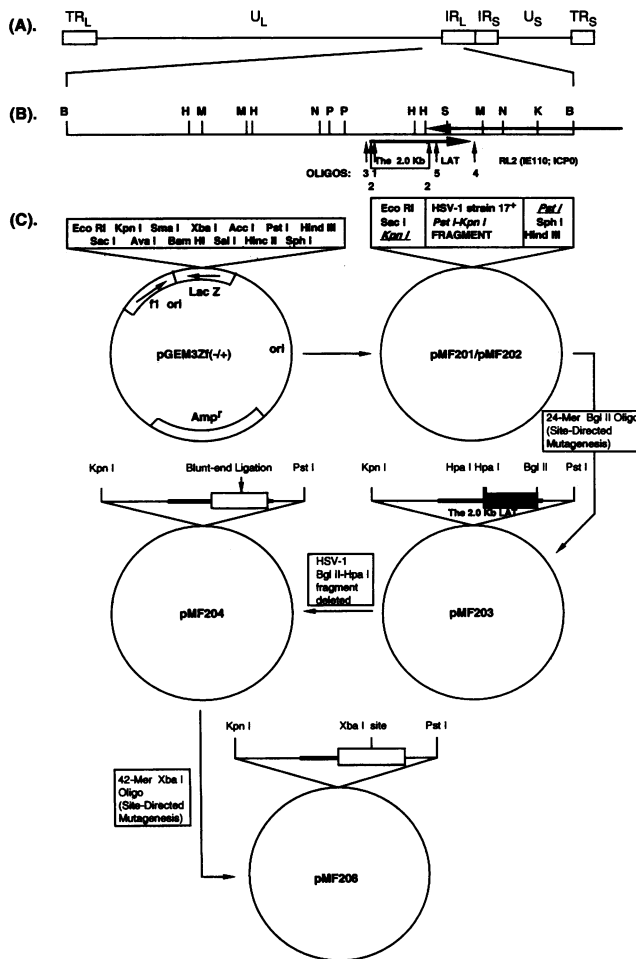 (A). TRL UL IRL IRS US TRS
(B). B H M M H N P P H H S M N K B
The 2.0 Kb LAT RL2 (IE110; ICP0)
OLIGOS: 3 1 5 4
2 2
(C)
Eco RI Kpn I Sma I Xba I Acc I Pst I Hind III
Sac I Ava I Bam HI Sal I Hinc II Sph I
Eco RI HSV-1 strain 17+ Pst I
Sac I Pst I-Kpn I Sph I
Kpn I FRAGMENT Hind III
f1 ori Lac Z
pGEM3Zf(-/+) ori
Ampr
pMF201/pMF202
24-Mer Bgl II Oligo
(Site-Directed
Mutagenesis)
Blunt-end Ligation
Kpn I Pst I
Kpn I Hpa I Hpa I Bgl II Pst I
The 2.0 Kb LAT
HSV-1
Bgl II-Hpa I
fragment
deleted
pMF204
pMF203
Xba I site
Kpn I Pst I
42-Mer Xba I
Oligo
(Site-Directed
Mutagenesis)
pMF206